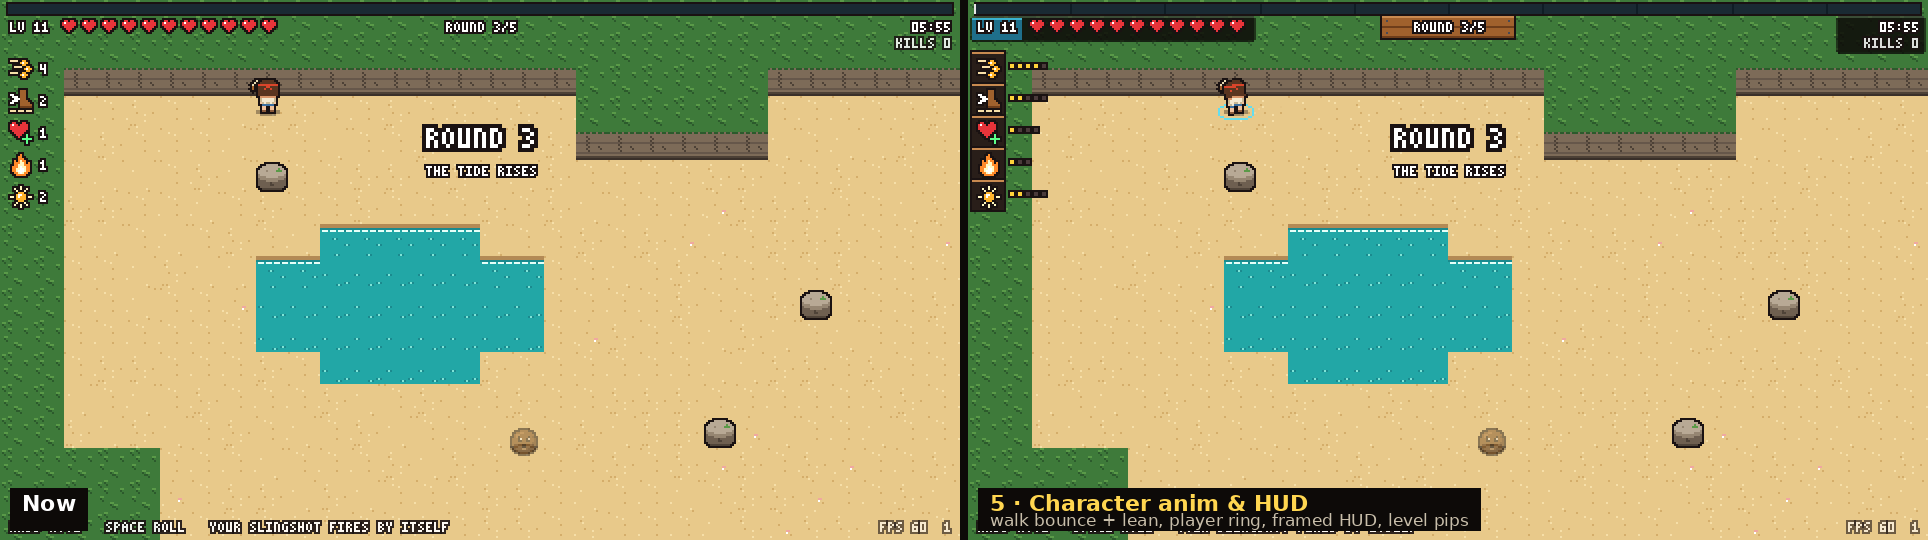 LV 11
ROUND 3/5
05:55
KILLS 0
4
2
1
1
2
ROUND 3
THE TIDE RISES
Now
SPACE ROLL YOUR SLINGSHOT FIRES BY ITSELF
FPS 60 1
LV 11
ROUND 3/5
05:55
KILLS 0
ROUND 3
THE TIDE RISES
5 · Character anim & HUD
walk bounce + lean, player ring, framed HUD, level pips
FPS 60 1